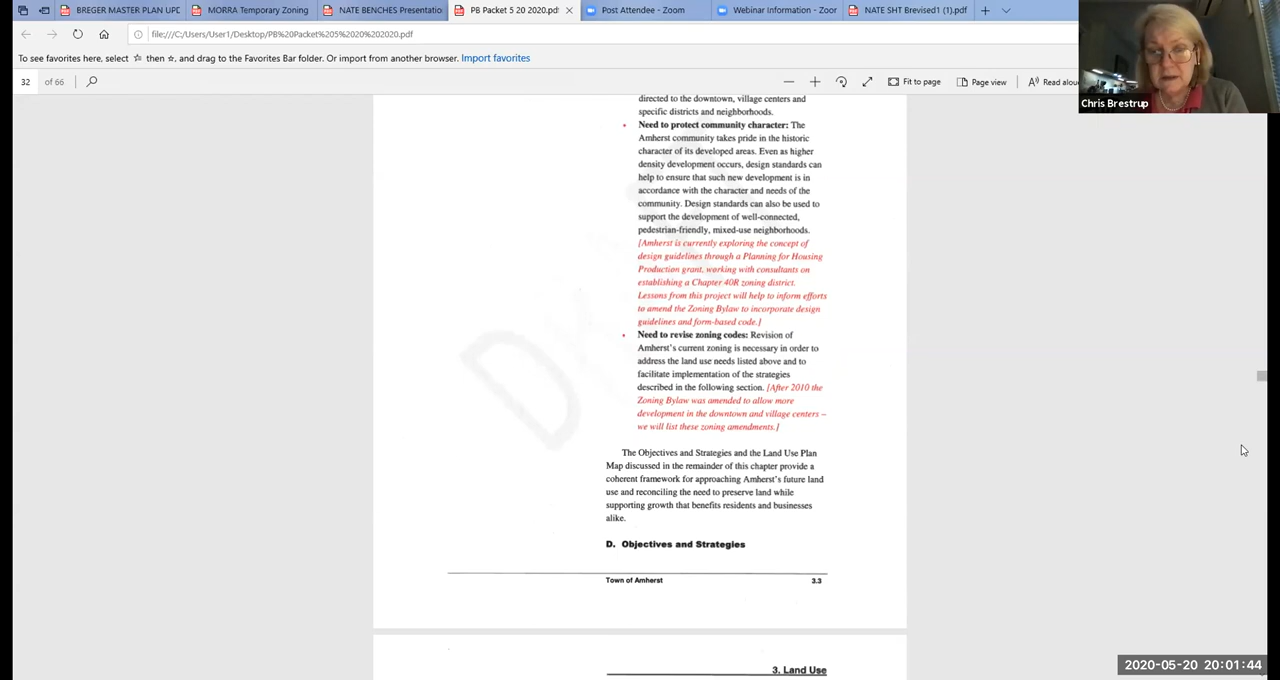 BREGER MASTER PLAN UPD
MORRA Temporary Zoning
NATE BENCHES Presentatio
PB Packet 5 20 2020.pdf
Post Attendee - Zoom
Webinar Information - Zoor
NATE SHT Brevised1 (1).pdf
file:///C:/Users/User1/Desktop/PB%20Packet%205%2020%202020.pdf
To see favorites here, select ☆ then ☆, and drag to the Favorites Bar folder. Or import from another browser. Import favorites
32 of 66
Fit to page
Page view
Read alou
Chris Brestrup
directed to the downtown, village centers and
specific districts and neighborhoods.
• Need to protect community character: The
Amherst community takes pride in the historic
character of its developed areas. Even as higher
density development occurs, design standards can
help to ensure that such new development is in
accordance with the character and needs of the
community. Design standards can also be used to
support the development of well-connected,
pedestrian-friendly, mixed-use neighborhoods.
[Amherst is currently exploring the concept of
design guidelines through a Planning for Housing
Production grant, working with consultants on
establishing a Chapter 40R zoning district.
Lessons from this project will help to inform efforts
to amend the Zoning Bylaw to incorporate design
guidelines and form-based code.]
• Need to revise zoning codes: Revision of
Amherst's current zoning is necessary in order to
address the land use needs listed above and to
facilitate implementation of the strategies
described in the following section. [After 2010 the
Zoning Bylaw was amended to allow more
development in the downtown and village centers –
we will list these zoning amendments.]
The Objectives and Strategies and the Land Use Plan
Map discussed in the remainder of this chapter provide a
coherent framework for approaching Amherst's future land
use and reconciling the need to preserve land while
supporting growth that benefits residents and businesses
alike.
D. Objectives and Strategies
Town of Amherst 3.3
3. Land Use
2020-05-20 20:01:44